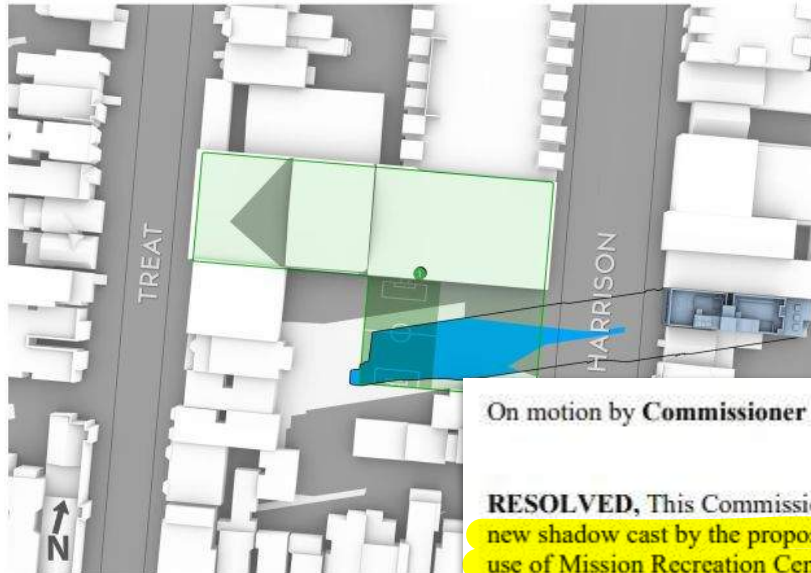 TREAT
HARRISON
N
On motion by Commissioner
RESOLVED, This Commissio
new shadow cast by the propo
use of Mission Recreation Cen